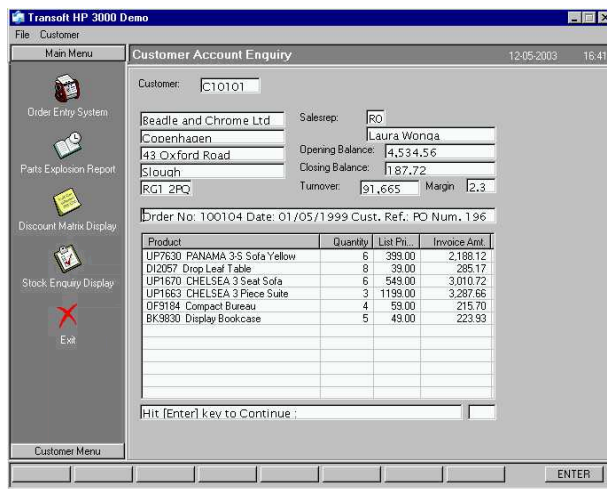 Transoft HP 3000 Demo
File Customer
Main Menu
Customer Account Enquiry 12-05-2003 16:41
Order Entry System
Parts Explosion Report
Discount Matrix Display
Stock Enquiry Display
Exit
Customer Menu
Customer: C10101
Beadle and Chrome Ltd
Copenhagen
43 Oxford Road
Slough
RG1 2PQ
Salesrep: RO
Laura Wonga
Opening Balance: 4,534.56
Closing Balance: 187.72
Turnover: 91,665 Margin 2.3
Order No: 100104 Date: 01/05/1999 Cust. Ref.: PO Num. 196
Product Quantity List Pri... Invoice Amt.
UP7630 PANAMA 3-S Sofa Yellow 6 399.00 2,188.12
DI2057 Drop Leaf Table 8 39.00 285.17
UP1670 CHELSEA 3 Seat Sofa 6 549.00 3,010.72
UP1663 CHELSEA 3 Piece Suite 3 1199.00 3,287.66
OF9184 Compact Bureau 4 59.00 215.70
BK9830 Display Bookcase 5 49.00 223.93
Hit [Enter] key to Continue :
ENTER